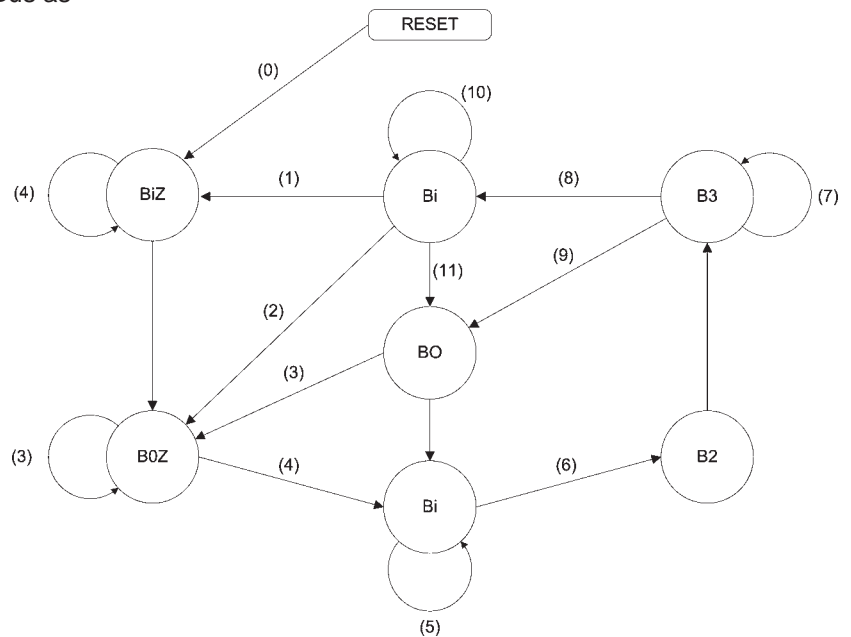 RESET
(0)
(10)
(4)
BiZ
(1)
Bi
(8)
B3
(7)
(2)
(11)
(9)
BO
(3)
(3)
B0Z
(4)
(6)
B2
Bi
(5)